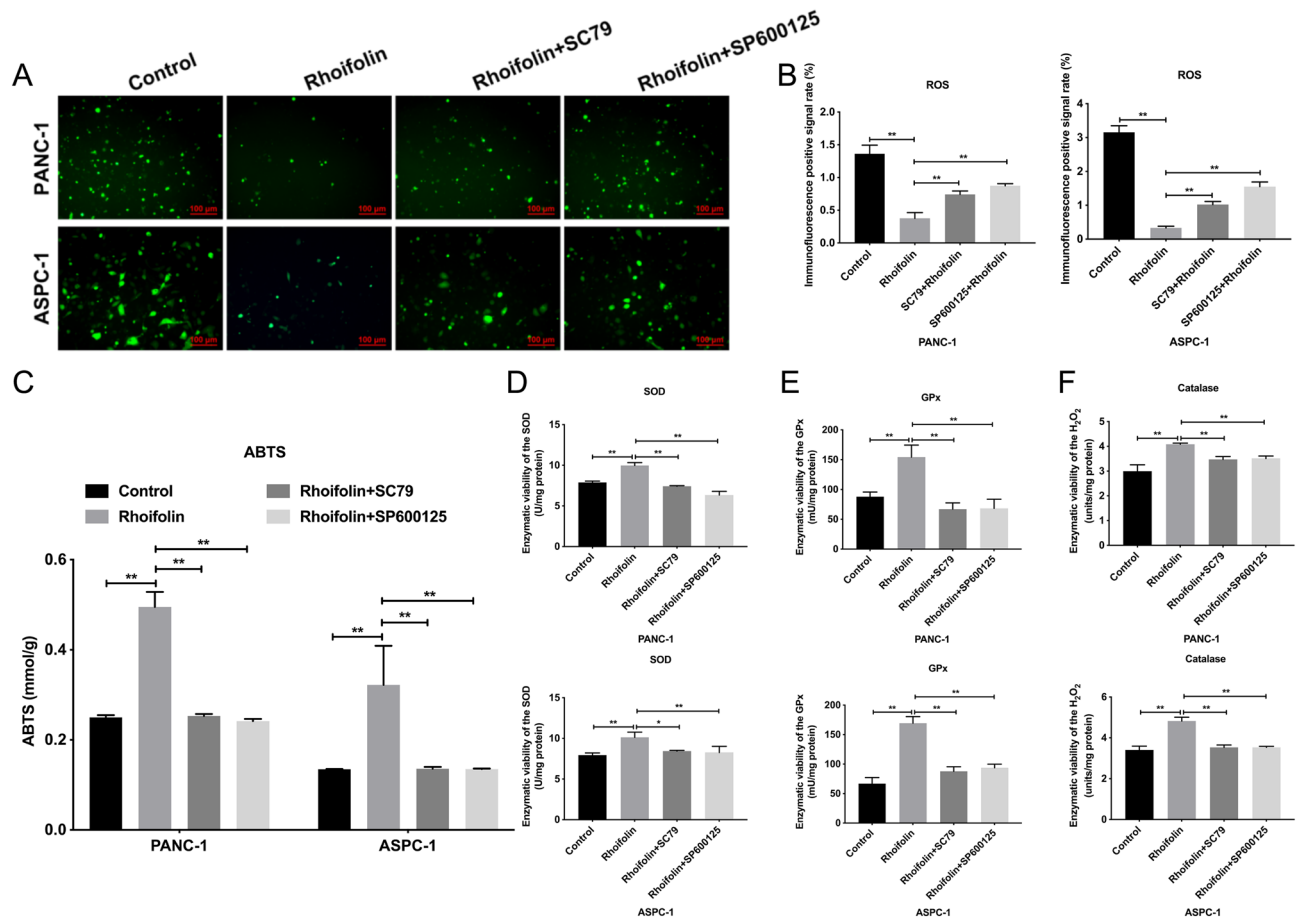 A
Control
Rhoifolin
Rhoifolin+SC79
Rhoifolin+SP600125
PANC-1
100 μm
100 μm
100 μm
100 μm
ASPC-1
100 μm
100 μm
100 μm
100 μm
B
ROS
Immunofluorescence positive signal rate (%)
2.0
1.5
1.0
0.5
0.0
**
**
**
Control
Rhoifolin
SC79+Rhoifolin
SP600125+Rhoifolin
PANC-1
ROS
Immunofluorescence positive signal rate (%)
4
3
2
1
0
**
**
**
Control
Rhoifolin
SC79+Rhoifolin
SP600125+Rhoifolin
ASPC-1
C
ABTS
Control
Rhoifolin
Rhoifolin+SC79
Rhoifolin+SP600125
ABTS (mmol/g)
0.6
0.4
0.2
0.0
**
**
**
**
**
**
PANC-1
ASPC-1
D
SOD
Enzymatic viability of the SOD
(U/mg protein)
15
10
5
0
**
**
**
Control
Rhoifolin
Rhoifolin+SC79
Rhoifolin+SP600125
PANC-1
SOD
Enzymatic viability of the SOD
(U/mg protein)
15
10
5
0
**
*
**
Control
Rhoifolin
Rhoifolin+SC79
Rhoifolin+SP600125
ASPC-1
E
GPx
Enzymatic viability of the GPx
(mU/mg protein)
200
150
100
50
0
**
**
**
Control
Rhoifolin
Rhoifolin+SC79
Rhoifolin+SP600125
PANC-1
GPx
Enzymatic viability of the GPx
(mU/mg protein)
200
150
100
50
0
**
**
**
Control
Rhoifolin
Rhoifolin+SC79
Rhoifolin+SP600125
ASPC-1
F
Catalase
Enzymatic viability of the H₂O₂
(units/mg protein)
5
4
3
2
1
0
**
**
**
Control
Rhoifolin
Rhoifolin+SC79
Rhoifolin+SP600125
PANC-1
Catalase
Enzymatic viability of the H₂O₂
(units/mg protein)
6
4
2
0
**
**
**
Control
Rhoifolin
Rhoifolin+SC79
Rhoifolin+SP600125
ASPC-1